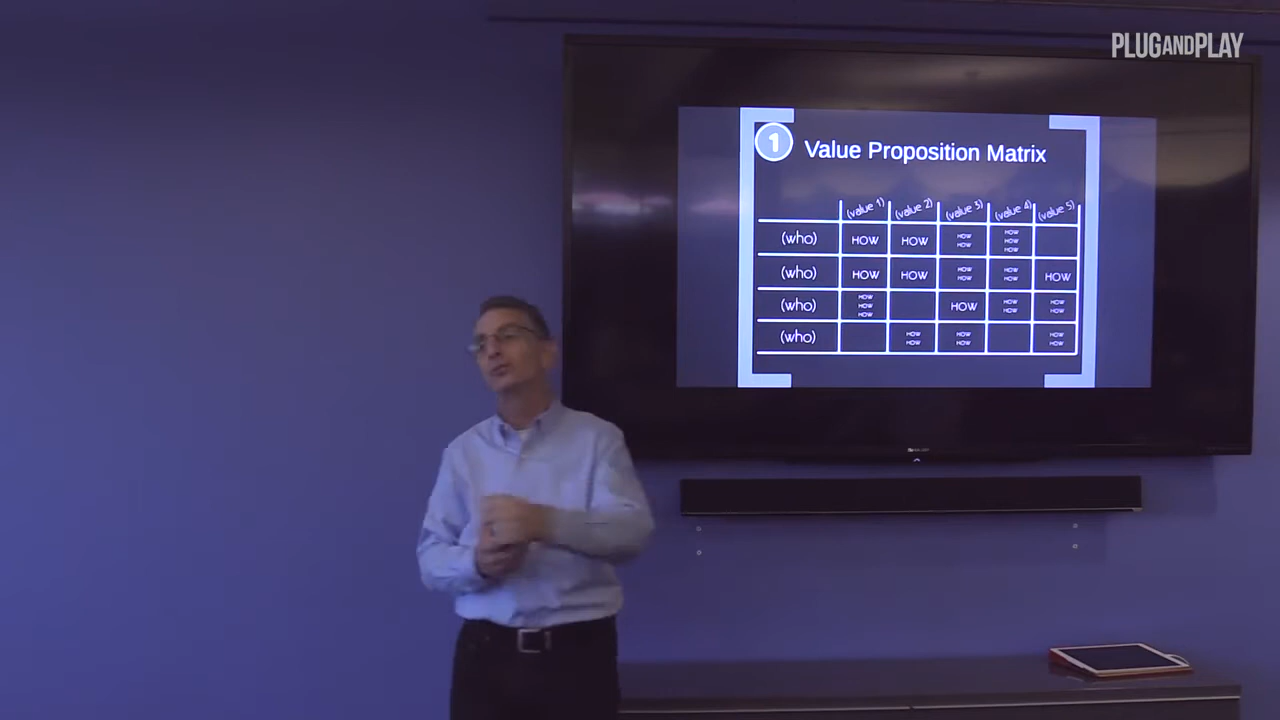 PLUGANDPLAY
1 Value Proposition Matrix
(value 1) (value 2) (value 3) (value 4) (value 5)
(who) HOW HOW HOW HOW HOW HOW HOW
(who) HOW HOW HOW HOW HOW HOW HOW
(who) HOW HOW HOW HOW HOW HOW HOW HOW
(who) HOW HOW HOW HOW HOW HOW